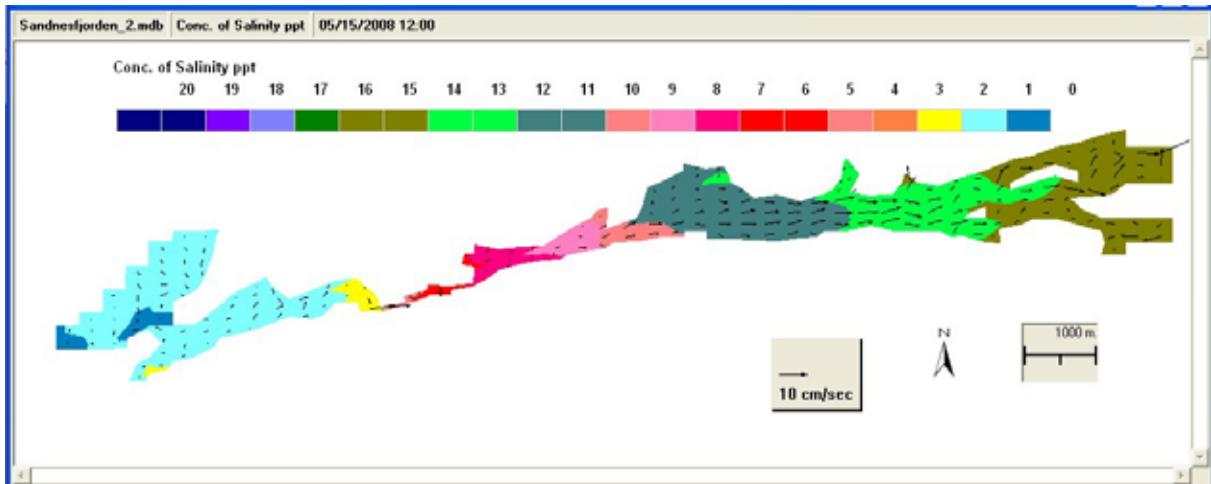 Sandnesfjorden_2.mdb Conc. of Salinity ppt 05/15/2008 12:00
Conc. of Salinity ppt
20 19 18 17 16 15 14 13 12 11 10 9 8 7 6 5 4 3 2 1 0
N
1000 m.
10 cm/sec